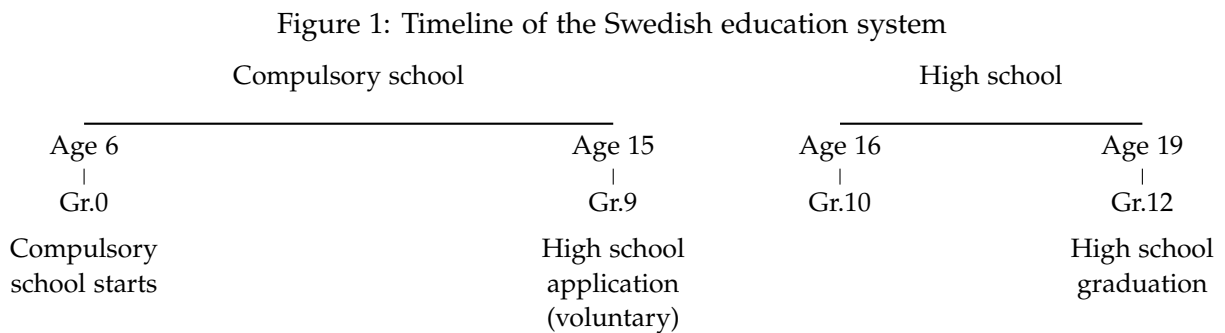 Figure 1: Timeline of the Swedish education system
Compulsory school High school
Age 6 Age 15 Age 16 Age 19
Gr.0 Gr.9 Gr.10 Gr.12
Compulsory
school starts
High school
application
(voluntary)
High school
graduation